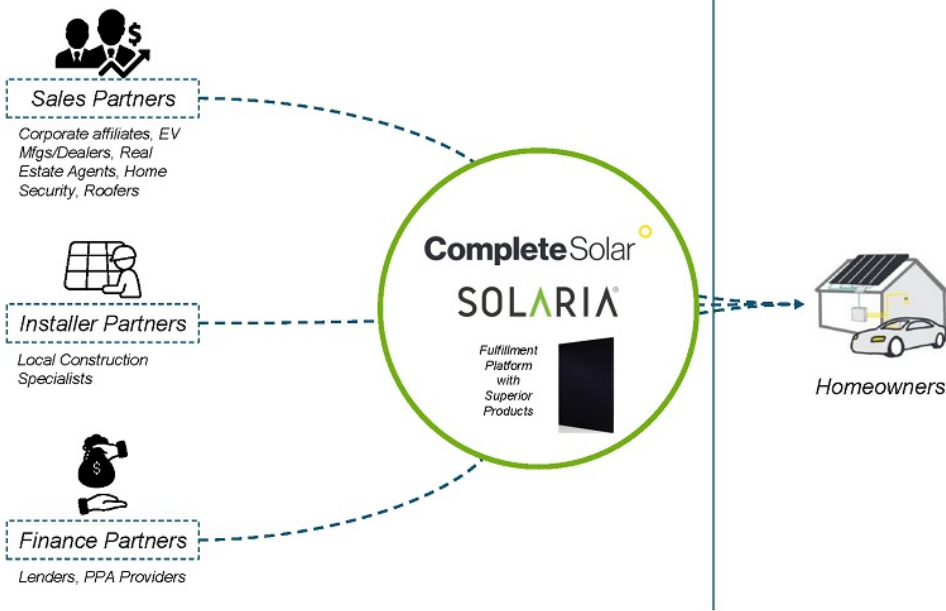 $
Sales Partners
Corporate affiliates, EV
Mfgs/Dealers, Real
Estate Agents, Home
Security, Roofers
Installer Partners
Local Construction
Specialists
$
Finance Partners
Lenders, PPA Providers
CompleteSolar
SOLARIA®
Fulfillment
Platform
with
Superior
Products
Homeowners